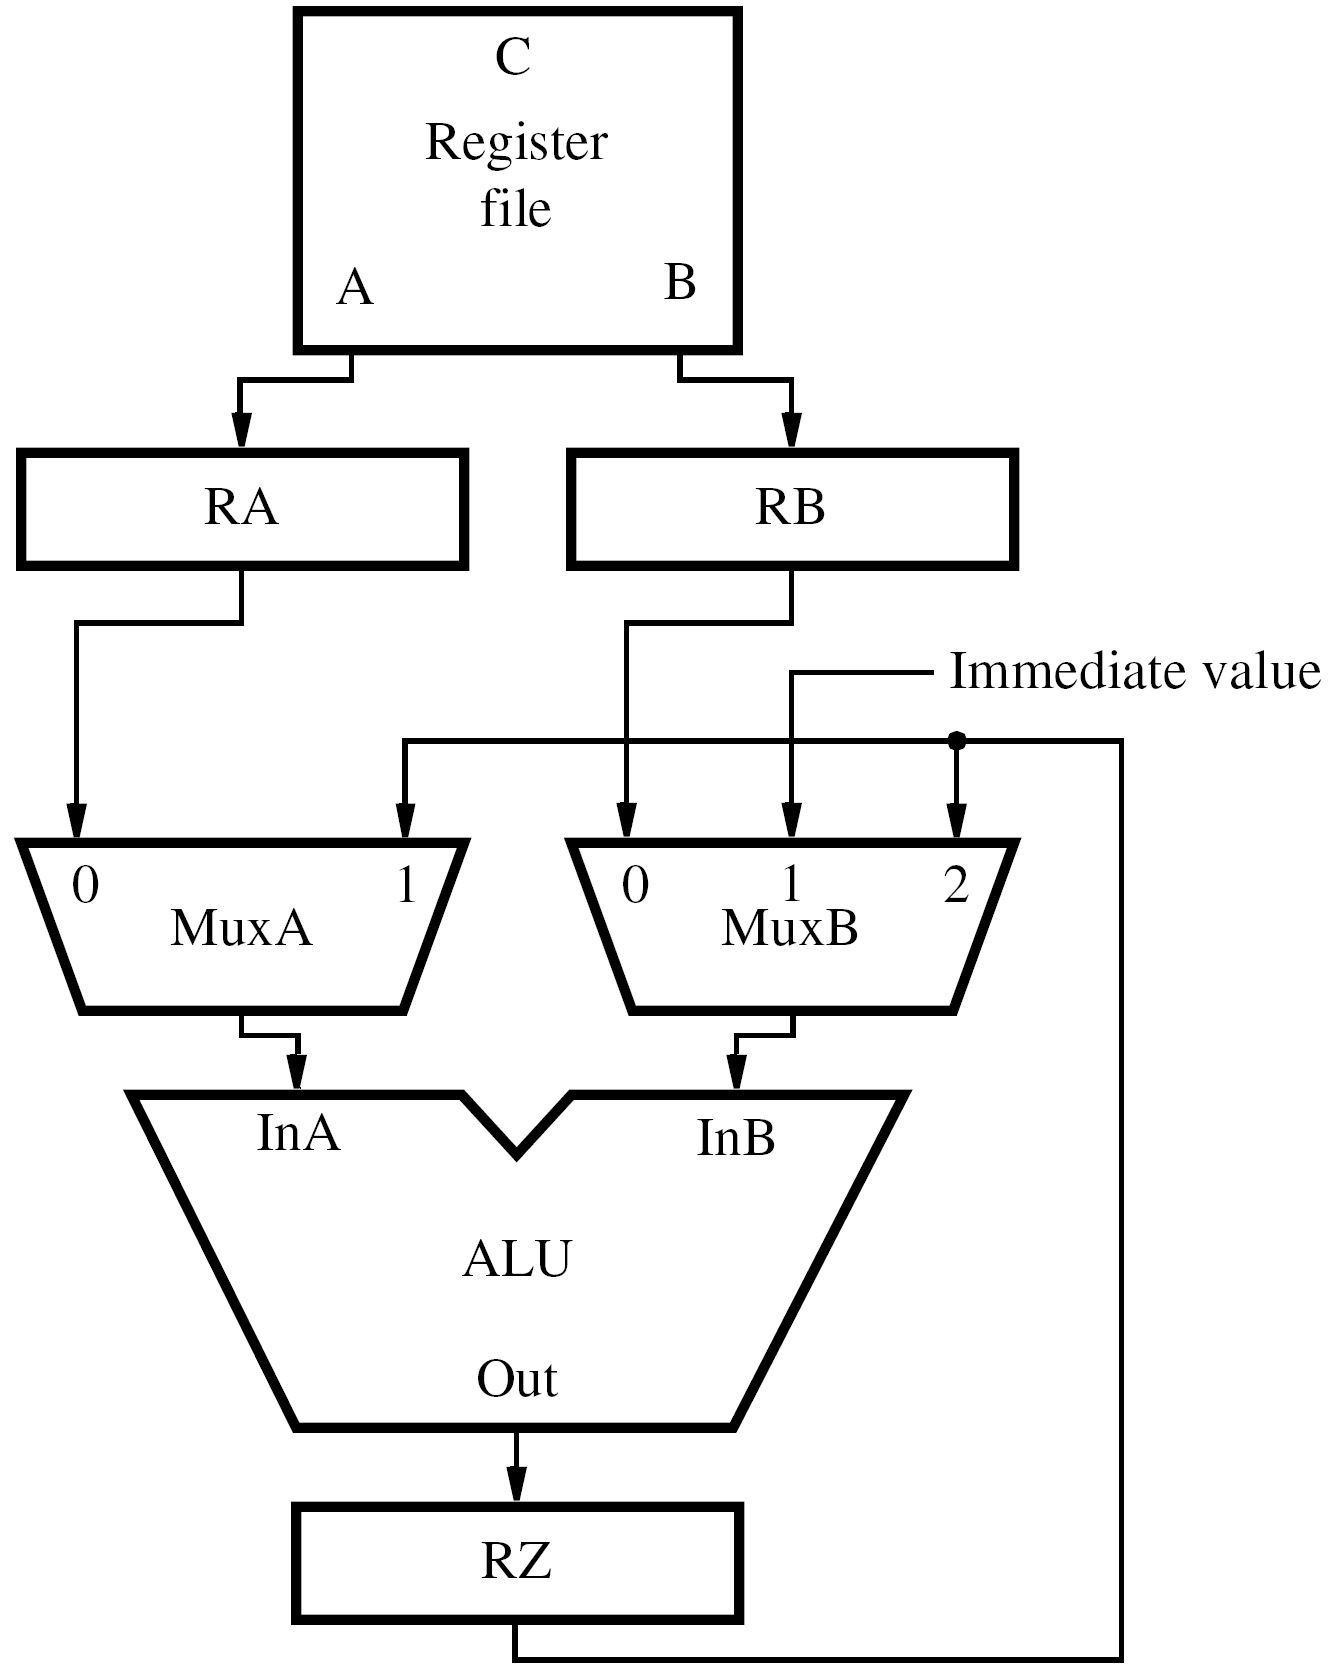 C
Register
file
A
B
RA
RB
Immediate value
0
1
MuxA
0
1
2
MuxB
InA
InB
ALU
Out
RZ